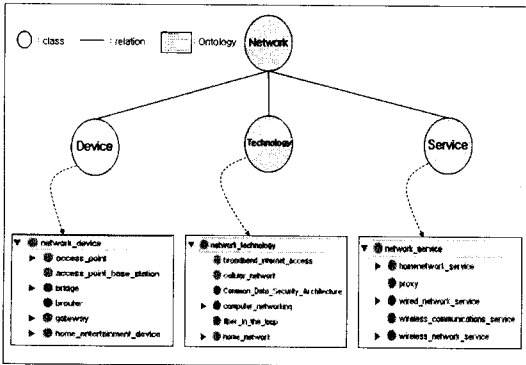 : class
: relation
: Ontology
Network
Device
Technology
Service
network_device
access_point
access_point_base_station
bridge
brouter
gateway
home_entertainment_device
network_technology
broadband_internet_access
cellular_network
Common_Data_Security_Architecture
computer_networking
fiber_in_the_loop
home_network
network_service
homenetwork_service
proxy
wired_network_service
wireless_communications_service
wireless_network_service